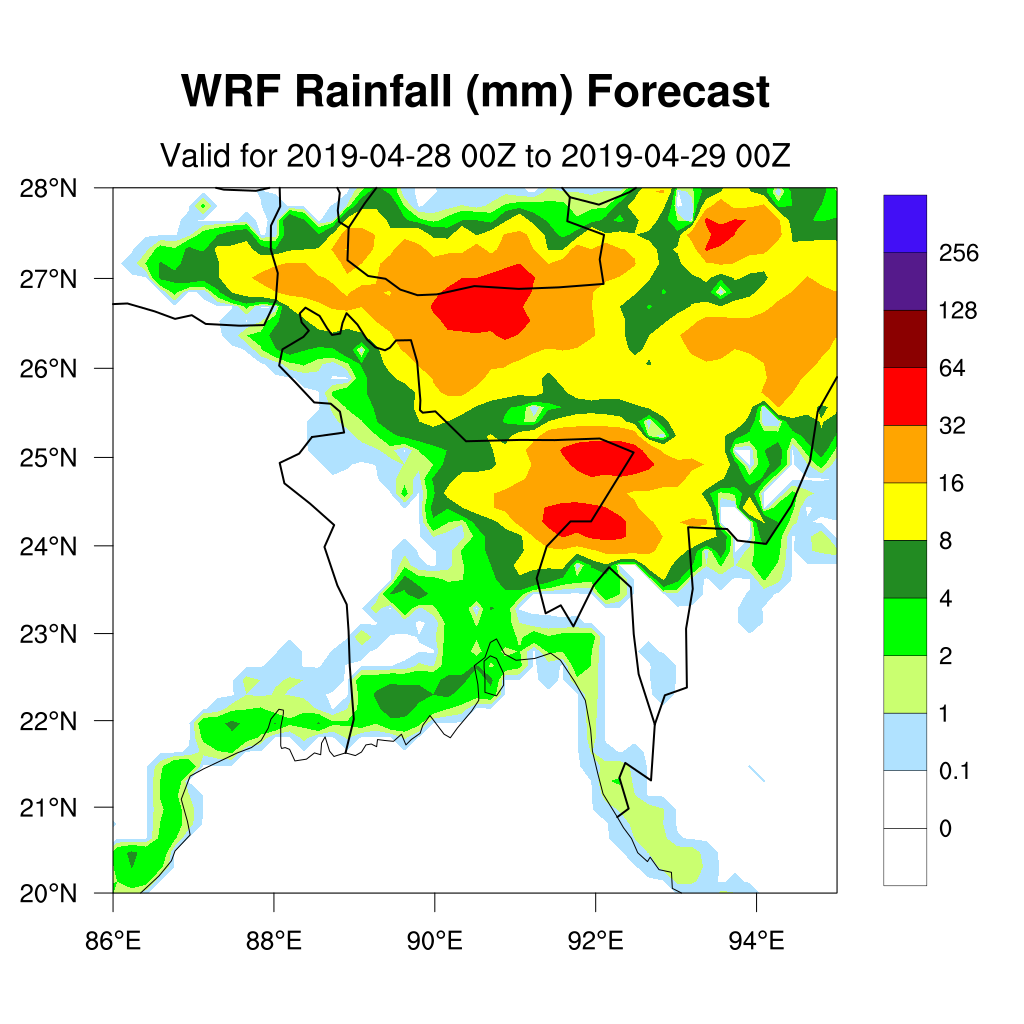 WRF Rainfall (mm) Forecast
Valid for 2019-04-28 00Z to 2019-04-29 00Z
28°N
27°N
26°N
25°N
24°N
23°N
22°N
21°N
20°N
86°E 88°E 90°E 92°E 94°E
256
128
64
32
16
8
4
2
1
0.1
0